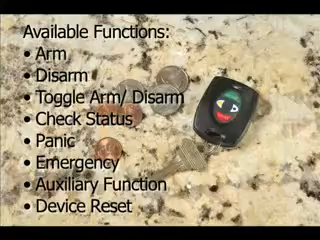 Available Functions:
• Arm
• Disarm
• Toggle Arm/ Disarm
• Check Status
• Panic
• Emergency
• Auxiliary Function
• Device Reset